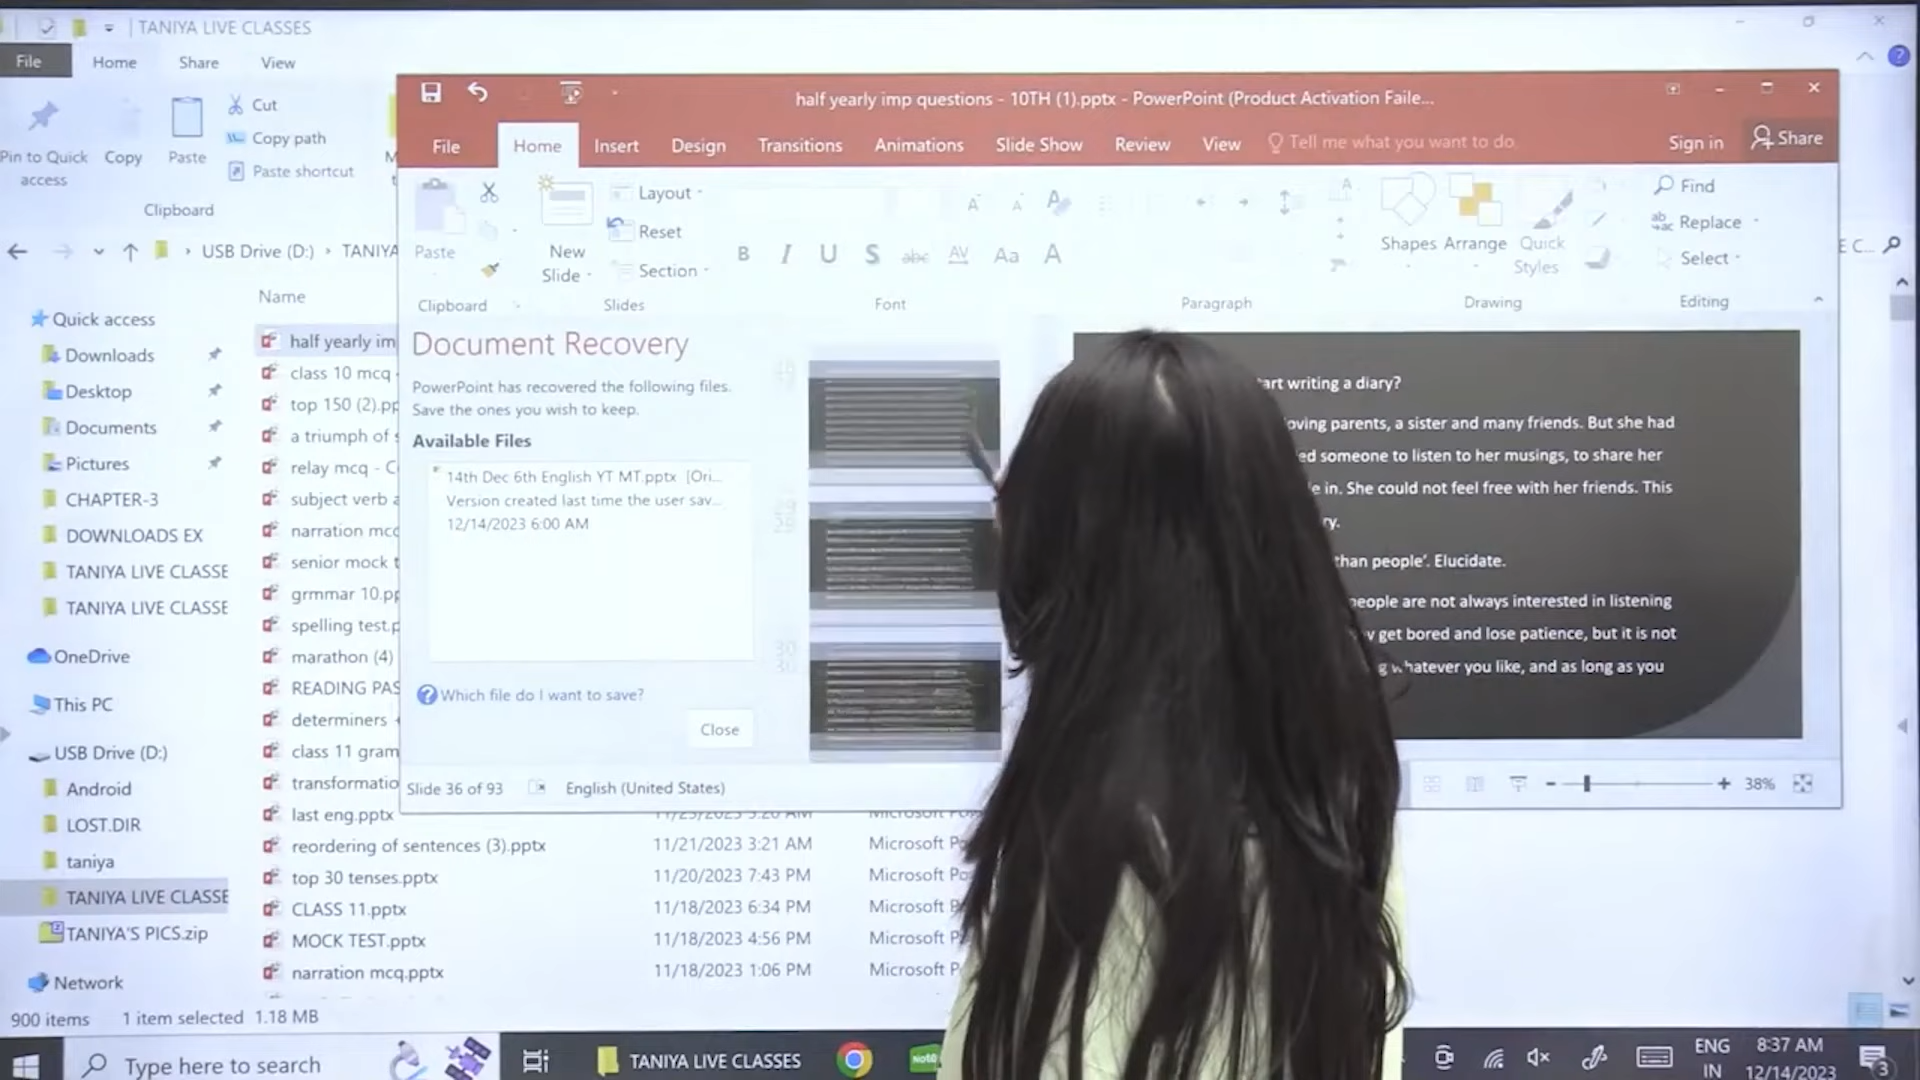 TANIYA LIVE CLASSES
File
Home
Share
View
Pin to Quick
access
Copy
Paste
Cut
Copy path
Paste shortcut
Clipboard
USB Drive (D:) › TANIYA
Name
Quick access
Downloads
Desktop
Documents
Pictures
CHAPTER-3
DOWNLOADS EX
TANIYA LIVE CLASSE
TANIYA LIVE CLASSE
OneDrive
This PC
USB Drive (D:)
Android
LOST.DIR
taniya
TANIYA LIVE CLASSE
TANIYA'S PICS.zip
Network
half yearly im
class 10 mcq
top 150 (2).pp
a triumph of s
relay mcq - C
subject verb a
narration mcc
senior mock t
grmmar 10.pp
spelling test.p
marathon (4)
READING PAS
determiners
class 11 gram
transformatio
last eng.pptx
reordering of sentences (3).pptx 11/21/2023 3:21 AM Microsoft Po
top 30 tenses.pptx 11/20/2023 7:43 PM Microsoft Po
CLASS 11.pptx 11/18/2023 6:34 PM Microsoft P
MOCK TEST.pptx 11/18/2023 4:56 PM Microsoft P
narration mcq.pptx 11/18/2023 1:06 PM Microsoft P
900 items 1 item selected 1.18 MB
half yearly imp questions - 10TH (1).pptx - PowerPoint (Product Activation Faile...
File Home Insert Design Transitions Animations Slide Show Review View Tell me what you want to do. Sign in Share
Paste
New
Slide
Layout
Reset
Section
B I U S abc AV Aa A
Shapes Arrange Quick
Styles
Find
Replace
Select
Clipboard Slides Font Paragraph Drawing Editing
Document Recovery
PowerPoint has recovered the following files.
Save the ones you wish to keep.
Available Files
14th Dec 6th English YT MT.pptx [Ori...
Version created last time the user sav...
12/14/2023 6:00 AM
Which file do I want to save?
Close
art writing a diary?
oving parents, a sister and many friends. But she had
ed someone to listen to her musings, to share her
e in. She could not feel free with her friends. This
ry.
than people'. Elucidate.
people are not always interested in listening
y get bored and lose patience, but it is not
g whatever you like, and as long as you
Slide 36 of 93 English (United States) 38%
Type here to search
TANIYA LIVE CLASSES
ENG
IN
8:37 AM
12/14/2023
3